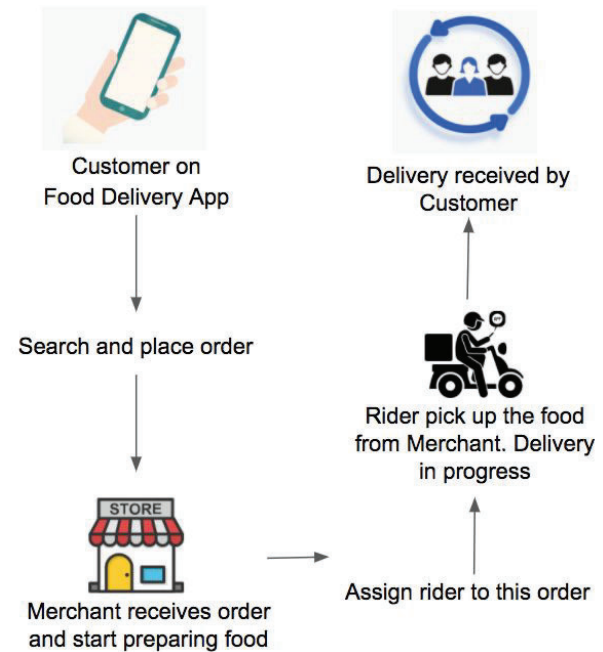 Customer on
Food Delivery App
Search and place order
STORE
Merchant receives order
and start preparing food
Assign rider to this order
Rider pick up the food
from Merchant. Delivery
in progress
Delivery received by
Customer